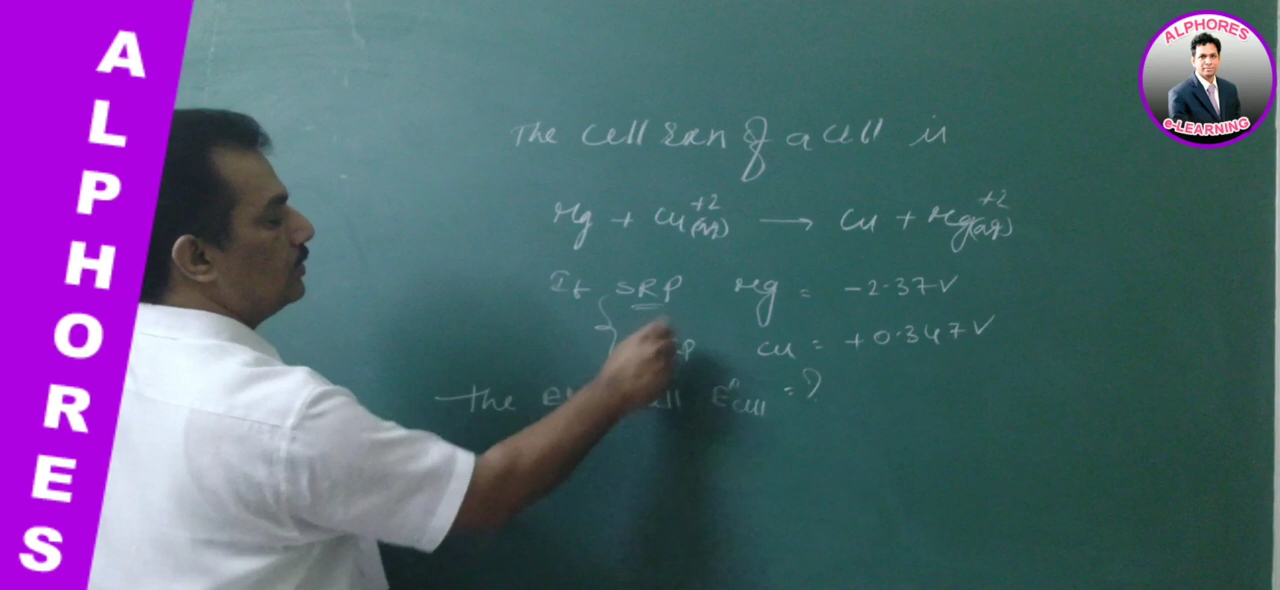 ALPHORES
ALPHORES
e-LEARNING
The cell rxn of a cell is
Mg + Cu+2(aq) → Cu + Mg+2(aq)
If SRP Mg = -2.37V
Cu = +0.347V
the cell E°cell = ?